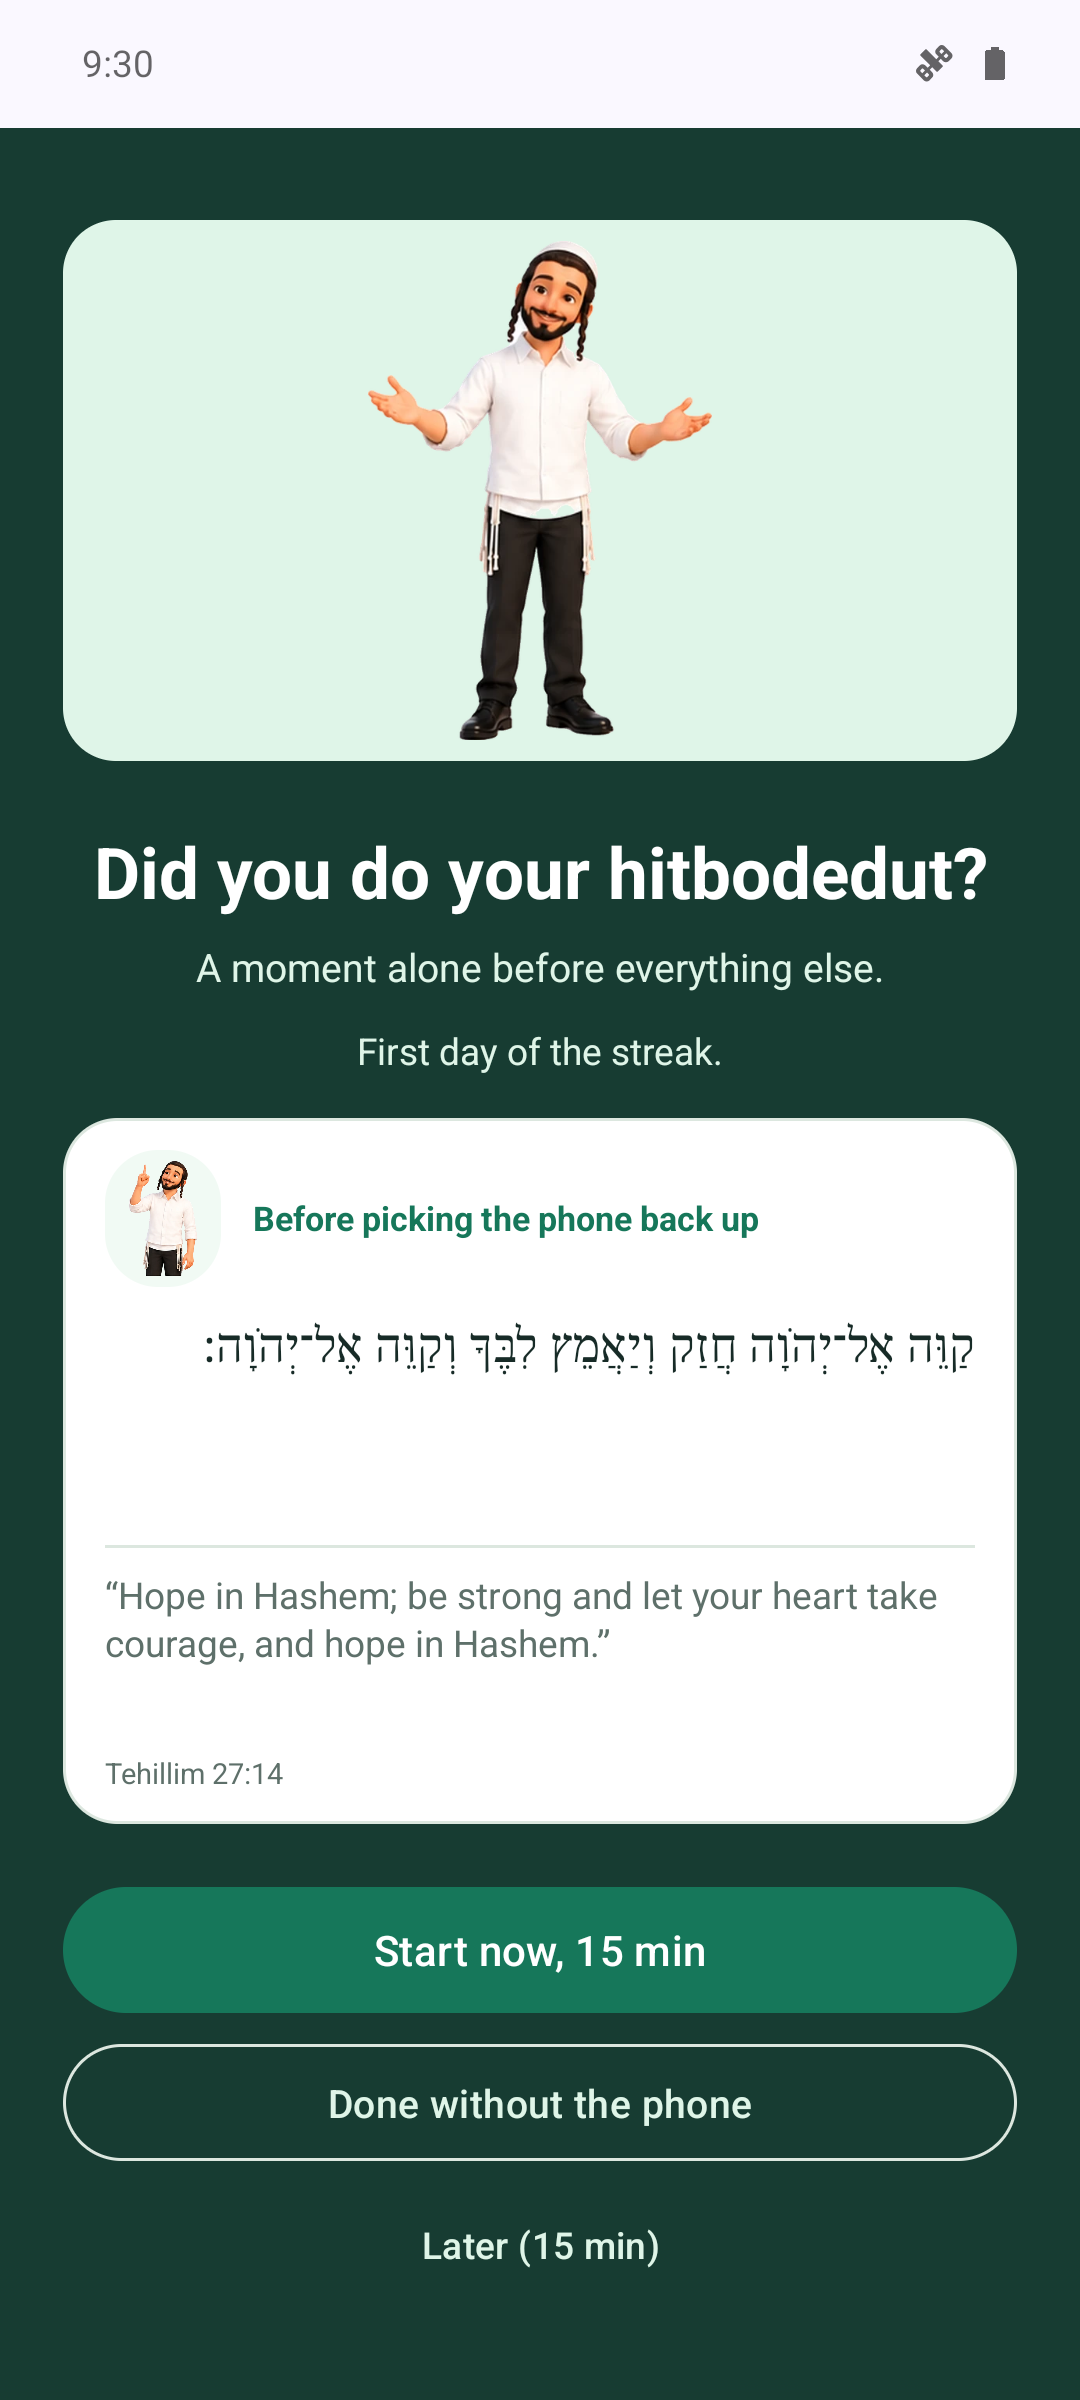 9:30
Did you do your hitbodedut?
A moment alone before everything else.
First day of the streak.
Before picking the phone back up
קַוֵּה אֶל־יְהֹוָה חֲזַק וְיַאֲמֵץ לִבֶּךָ וְקַוֵּה אֶל־יְהֹוָה:
“Hope in Hashem; be strong and let your heart take
courage, and hope in Hashem.”
Tehillim 27:14
Start now, 15 min
Done without the phone
Later (15 min)